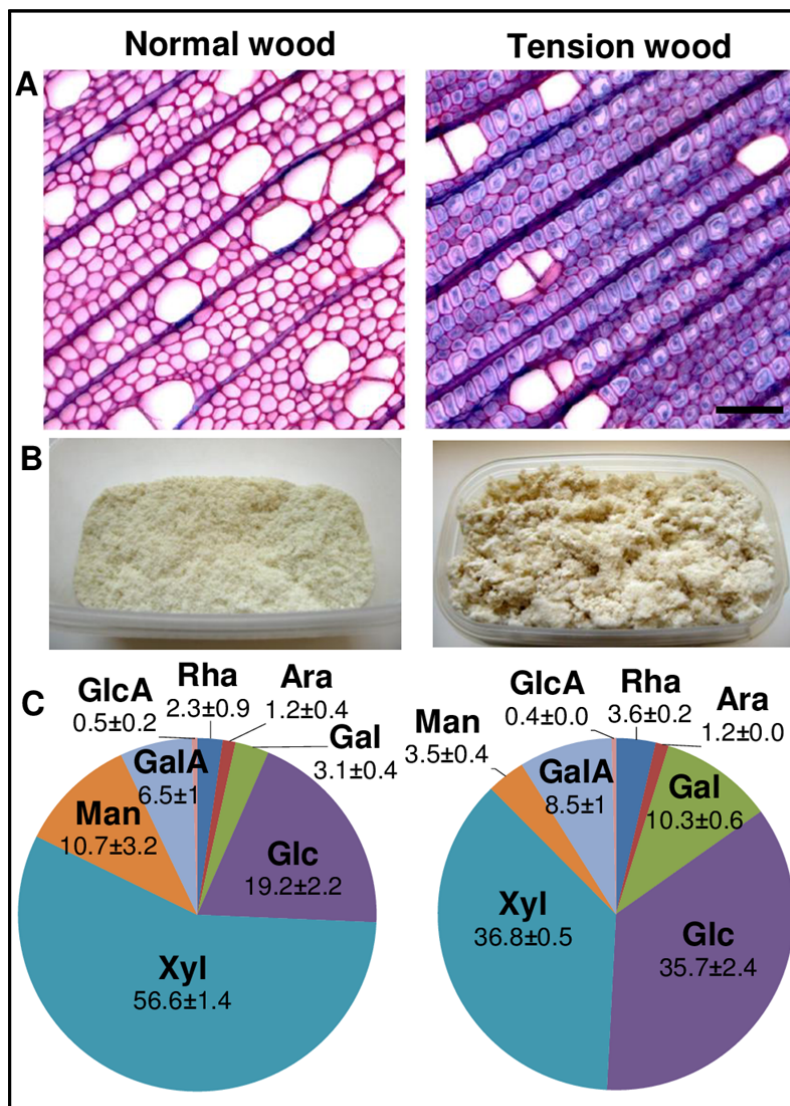 Normal wood
Tension wood
A
B
C
GlcA
0.5±0.2
Rha
2.3±0.9
Ara
1.2±0.4
Gal
3.1±0.4
GalA
6.5±1
Man
10.7±3.2
Glc
19.2±2.2
Xyl
56.6±1.4
GlcA
0.4±0.0
Rha
3.6±0.2
Ara
1.2±0.0
Man
3.5±0.4
GalA
8.5±1
Gal
10.3±0.6
Xyl
36.8±0.5
Glc
35.7±2.4